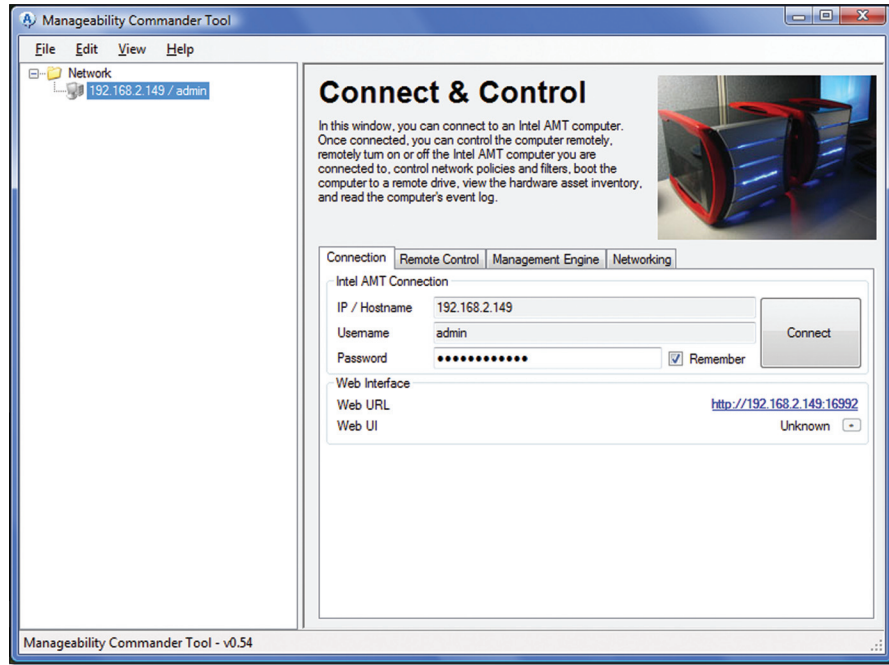 Manageability Commander Tool
File Edit View Help
Network
192.168.2.149 / admin
Connect & Control
In this window, you can connect to an Intel AMT computer.
Once connected, you can control the computer remotely,
remotely turn on or off the Intel AMT computer you are
connected to, control network policies and filters, boot the
computer to a remote drive, view the hardware asset inventory,
and read the computer's event log.
Connection Remote Control Management Engine Networking
Intel AMT Connection
IP / Hostname 192.168.2.149
Username admin
Connect
Password ●●●●●●●●●●●● Remember
Web Interface
Web URL http://192.168.2.149:16992
Web UI Unknown
Manageability Commander Tool - v0.54